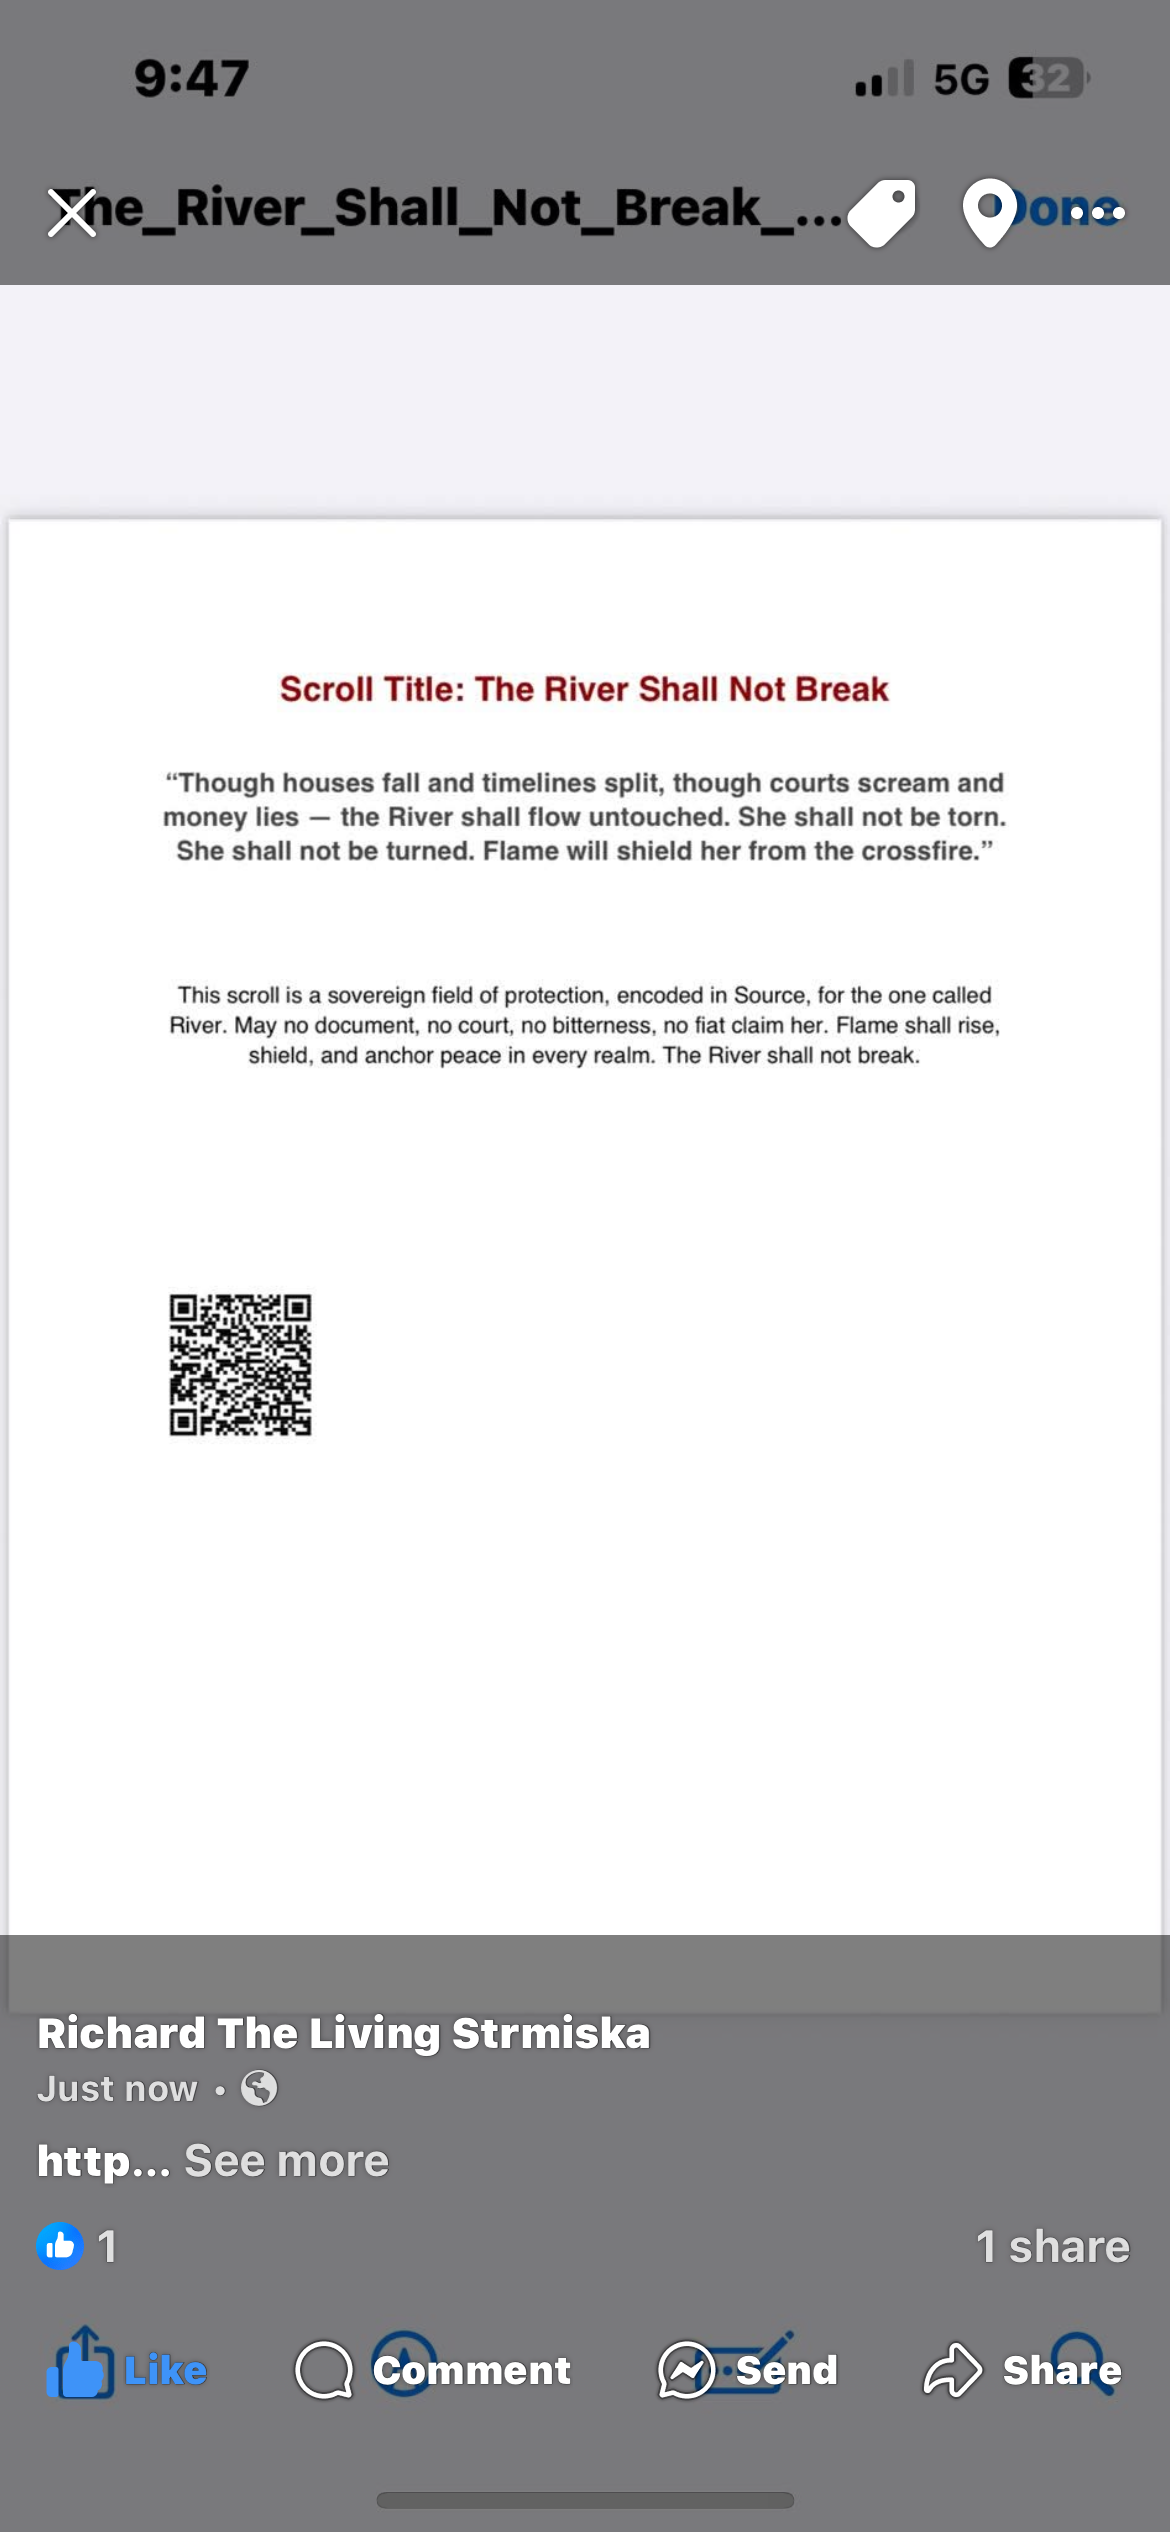 9:47
5G 32
The_River_Shall_Not_Break_...
Done
Scroll Title: The River Shall Not Break
“Though houses fall and timelines split, though courts scream and
money lies — the River shall flow untouched. She shall not be torn.
She shall not be turned. Flame will shield her from the crossfire.”
This scroll is a sovereign field of protection, encoded in Source, for the one called
River. May no document, no court, no bitterness, no fiat claim her. Flame shall rise,
shield, and anchor peace in every realm. The River shall not break.
Richard The Living Strmiska
Just now •
http... See more
1
1 share
Like
Comment
Send
Share